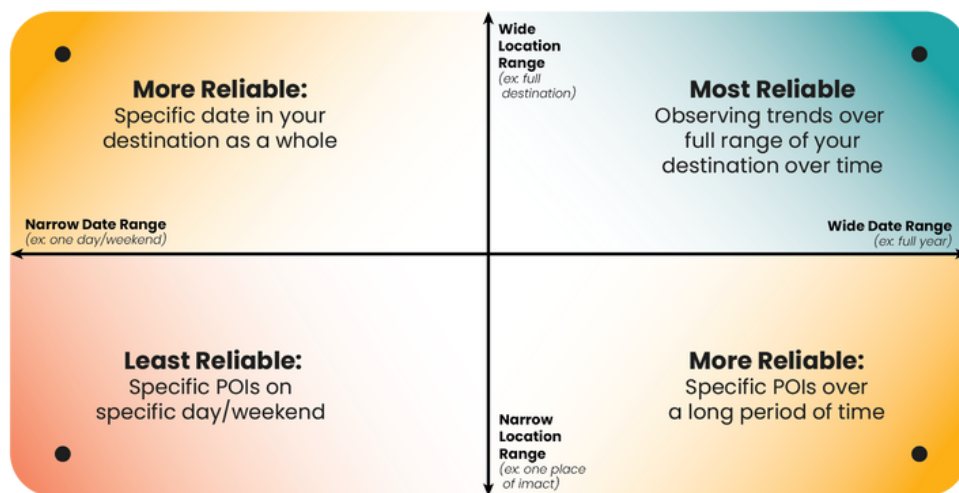 Wide
Location
Range
(ex: full
destination)
More Reliable:
Specific date in your
destination as a whole
Most Reliable
Observing trends over
full range of your
destination over time
Narrow Date Range
(ex: one day/weekend)
Wide Date Range
(ex: full year)
Least Reliable:
Specific POIs on
specific day/weekend
More Reliable:
Specific POIs over
a long period of time
Narrow
Location
Range
(ex: one place
of imact)